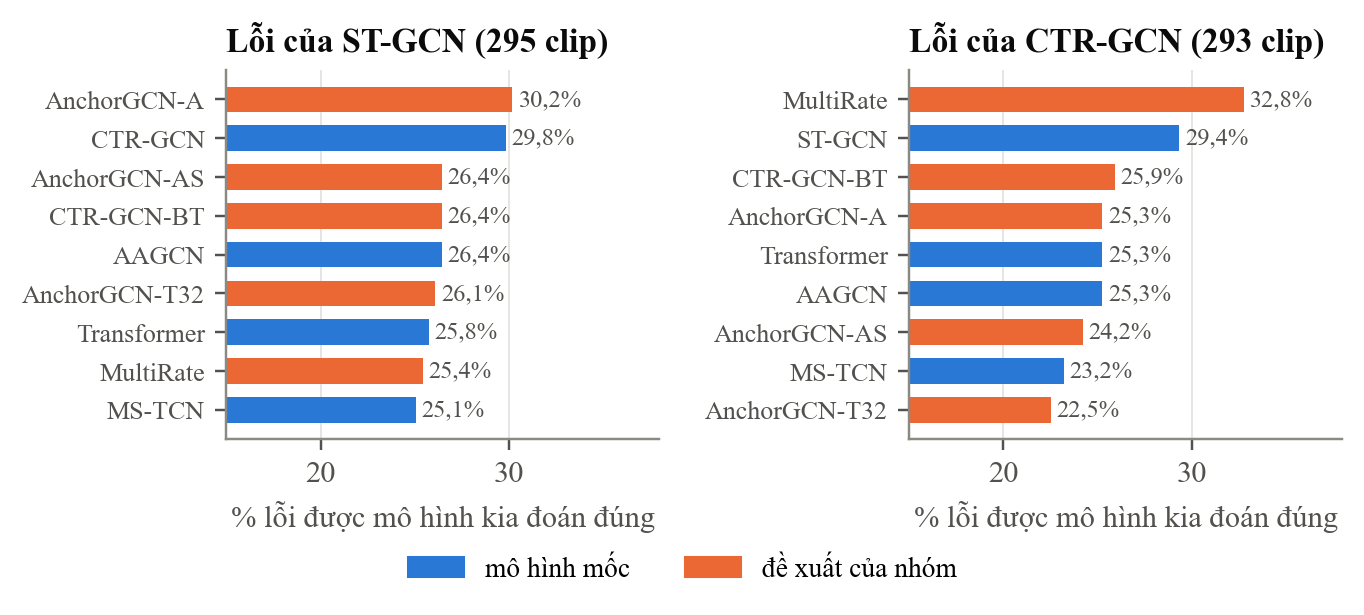 Lỗi của ST-GCN (295 clip)
AnchorGCN-A 30,2%
CTR-GCN 29,8%
AnchorGCN-AS 26,4%
CTR-GCN-BT 26,4%
AAGCN 26,4%
AnchorGCN-T32 26,1%
Transformer 25,8%
MultiRate 25,4%
MS-TCN 25,1%
20 30
% lỗi được mô hình kia đoán đúng
Lỗi của CTR-GCN (293 clip)
MultiRate 32,8%
ST-GCN 29,4%
CTR-GCN-BT 25,9%
AnchorGCN-A 25,3%
Transformer 25,3%
AAGCN 25,3%
AnchorGCN-AS 24,2%
MS-TCN 23,2%
AnchorGCN-T32 22,5%
20 30
% lỗi được mô hình kia đoán đúng
mô hình mốc đề xuất của nhóm